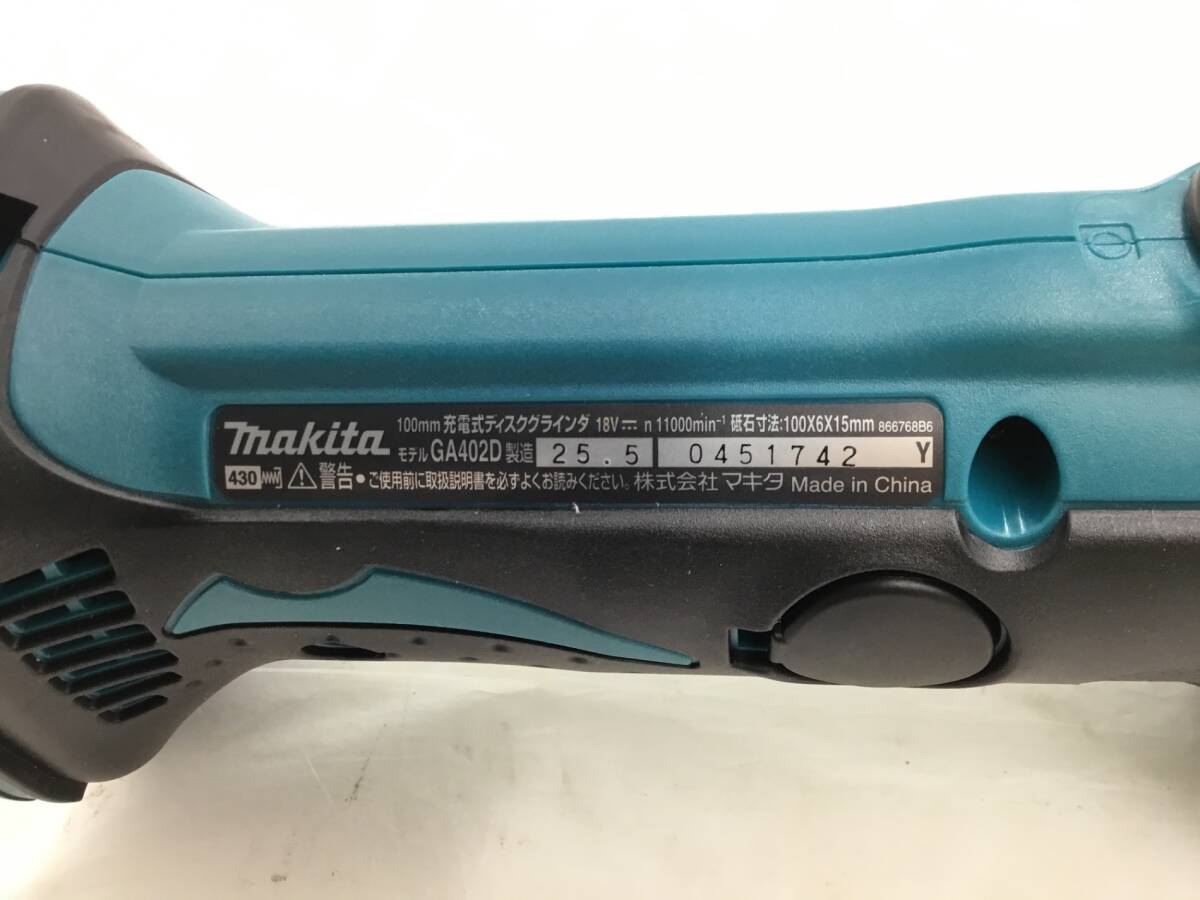 100mm 充電式ディスクグラインダ 18V⎓ n 11000min⁻¹ 砥石寸法:100X6X15mm 866768B6
makita モデル GA402D 製造 25.5 0451742 Y
430 警告●ご使用前に取扱説明書を必ずよくお読みください。株式会社マキタ Made in China